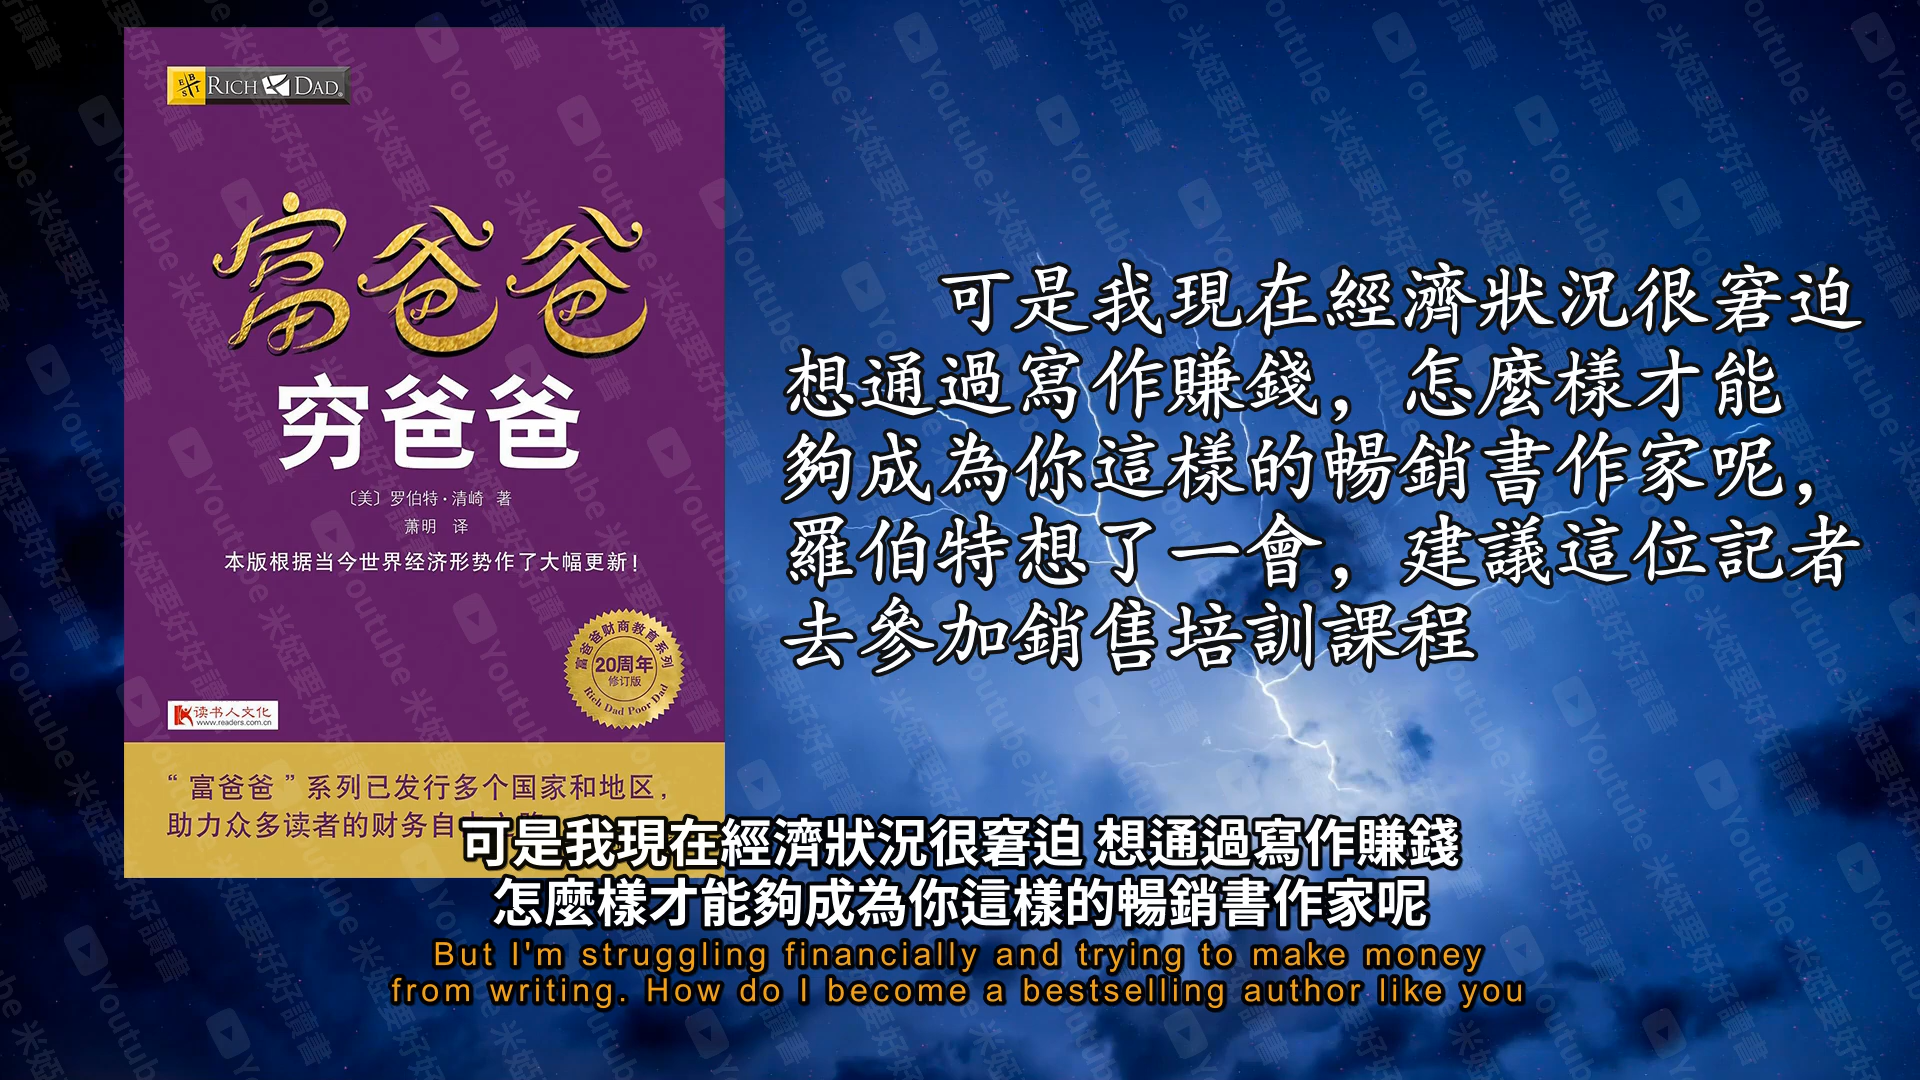 RICH DAD
富爸爸
穷爸爸
〔美〕罗伯特·清崎 著
萧明 译
本版根据当今世界经济形势作了大幅更新!
富爸爸财商教育系列
20周年
修订版
Rich Dad Poor Dad
读书人文化
www.readers.com.cn
“富爸爸”系列已发行多个国家和地区，
助力众多读者的财务自
可是我現在經濟狀況很窘迫
想通過寫作賺錢，怎麼樣才能
夠成為你這樣的暢銷書作家呢，
羅伯特想了一會，建議這位記者
去參加銷售培訓課程
可是我現在經濟狀況很窘迫 想通過寫作賺錢
怎麼樣才能夠成為你這樣的暢銷書作家呢
But I'm struggling financially and trying to make money
from writing. How do I become a bestselling author like you
Youtube 米婭要好好讀書